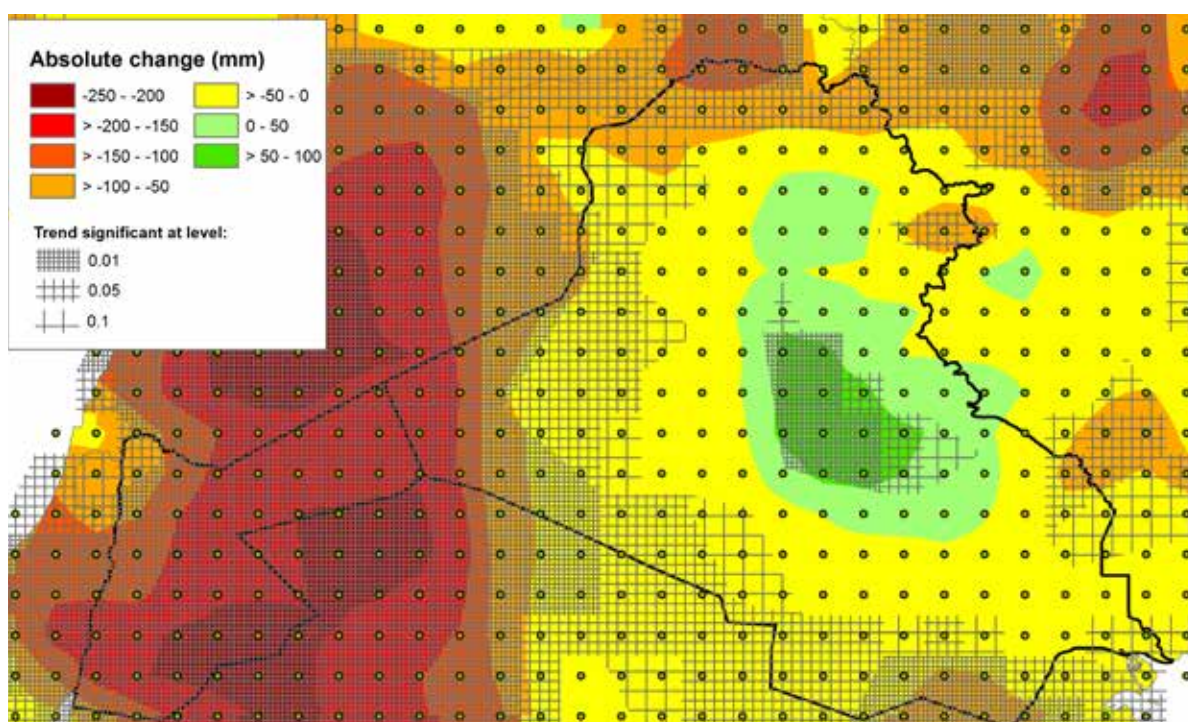 Absolute change (mm)
-250 - -200
> -200 - -150
> -150 - -100
> -100 - -50
> -50 - 0
0 - 50
> 50 - 100
Trend significant at level:
0.01
0.05
0.1